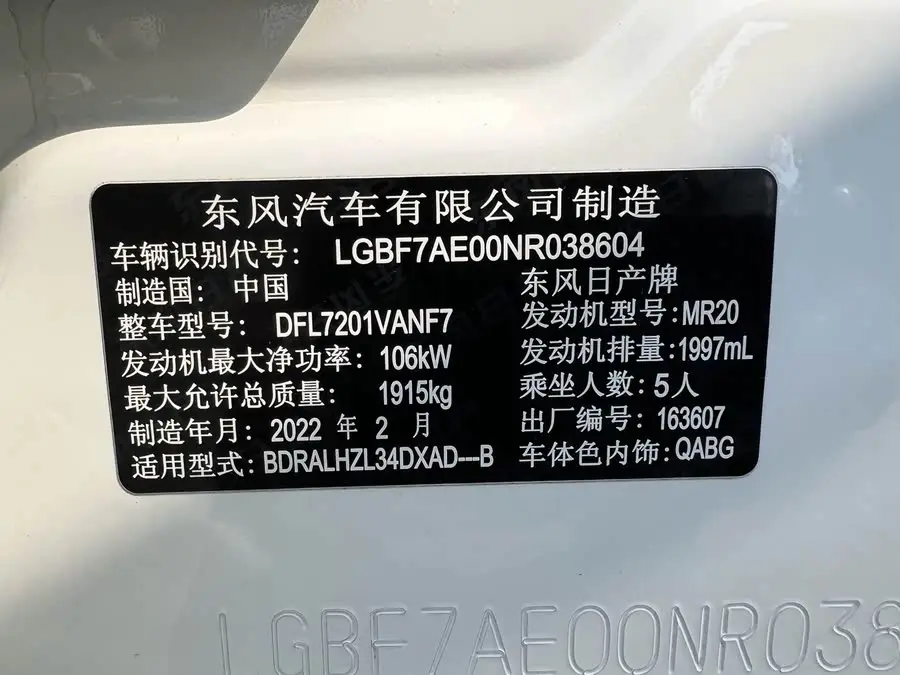 东风汽车有限公司制造
车辆识别代号: LGBF7AE00NR038604
制造国: 中国 东风日产牌
整车型号: DFL7201VANF7 发动机型号:MR20
发动机最大净功率: 106kW 发动机排量:1997mL
最大允许总质量: 1915kg 乘坐人数:5人
制造年月: 2022 年 2 月 出厂编号: 163607
适用型式: BDRALHZL34DXAD---B 车体色内饰:QABG
LGBF7AE00NR038